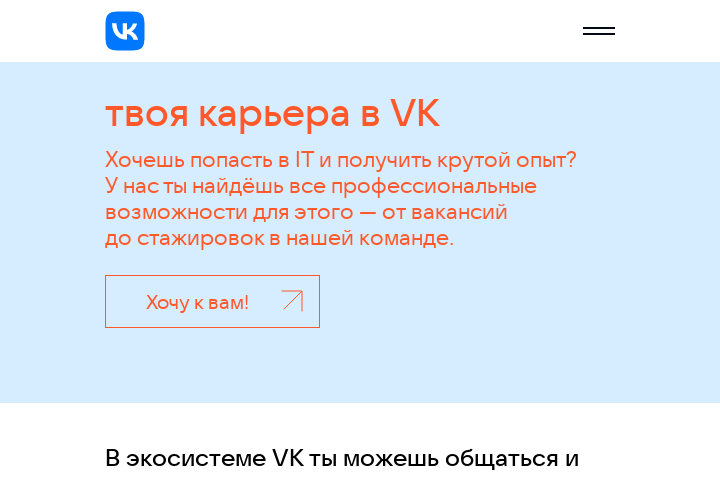 VK
твоя карьера в VK
Хочешь попасть в IT и получить крутой опыт?
У нас ты найдёшь все профессиональные
возможности для этого — от вакансий
до стажировок в нашей команде.
Хочу к вам!
В экосистеме VK ты можешь общаться и